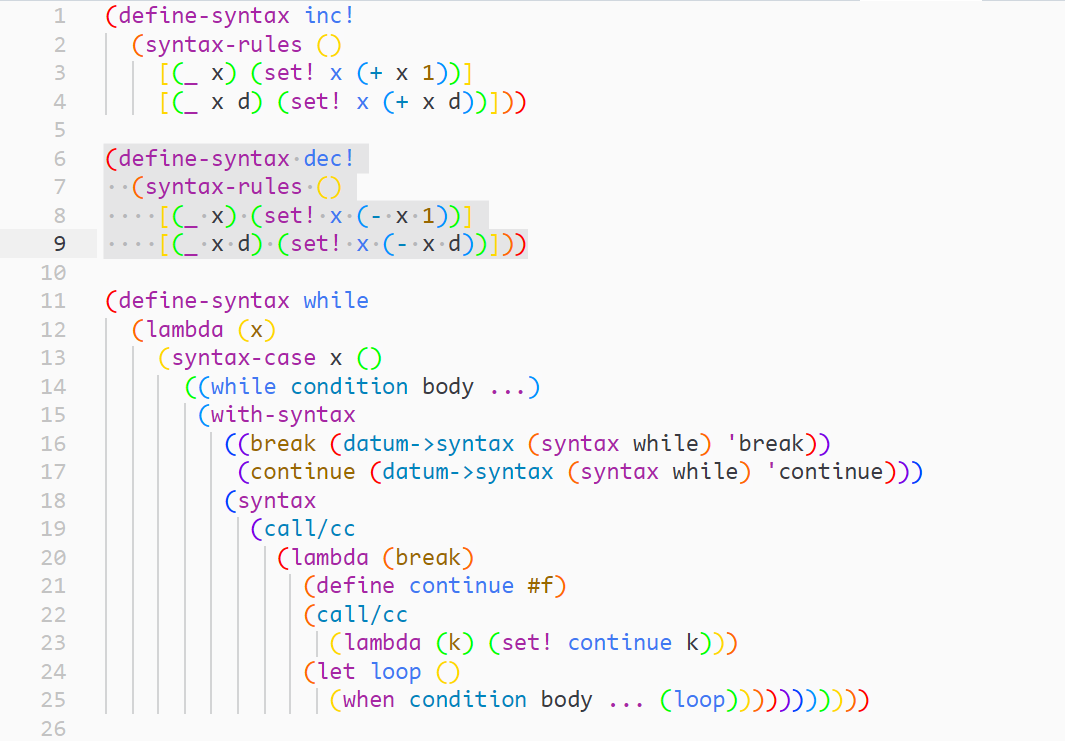 1 (define-syntax inc!
2   (syntax-rules ()
3     [(_ x) (set! x (+ x 1))]
4     [(_ x d) (set! x (+ x d))]))
5
6 (define-syntax dec!
7   (syntax-rules ()
8     [(_ x) (set! x (- x 1))]
9     [(_ x d) (set! x (- x d))]))
10
11 (define-syntax while
12   (lambda (x)
13     (syntax-case x ()
14       ((while condition body ...)
15        (with-syntax
16          ((break (datum->syntax (syntax while) 'break))
17           (continue (datum->syntax (syntax while) 'continue)))
18          (syntax
19            (call/cc
20              (lambda (break)
21                (define continue #f)
22                (call/cc
23                  (lambda (k) (set! continue k)))
24                (let loop ()
25                  (when condition body ... (loop)))))))))))
26